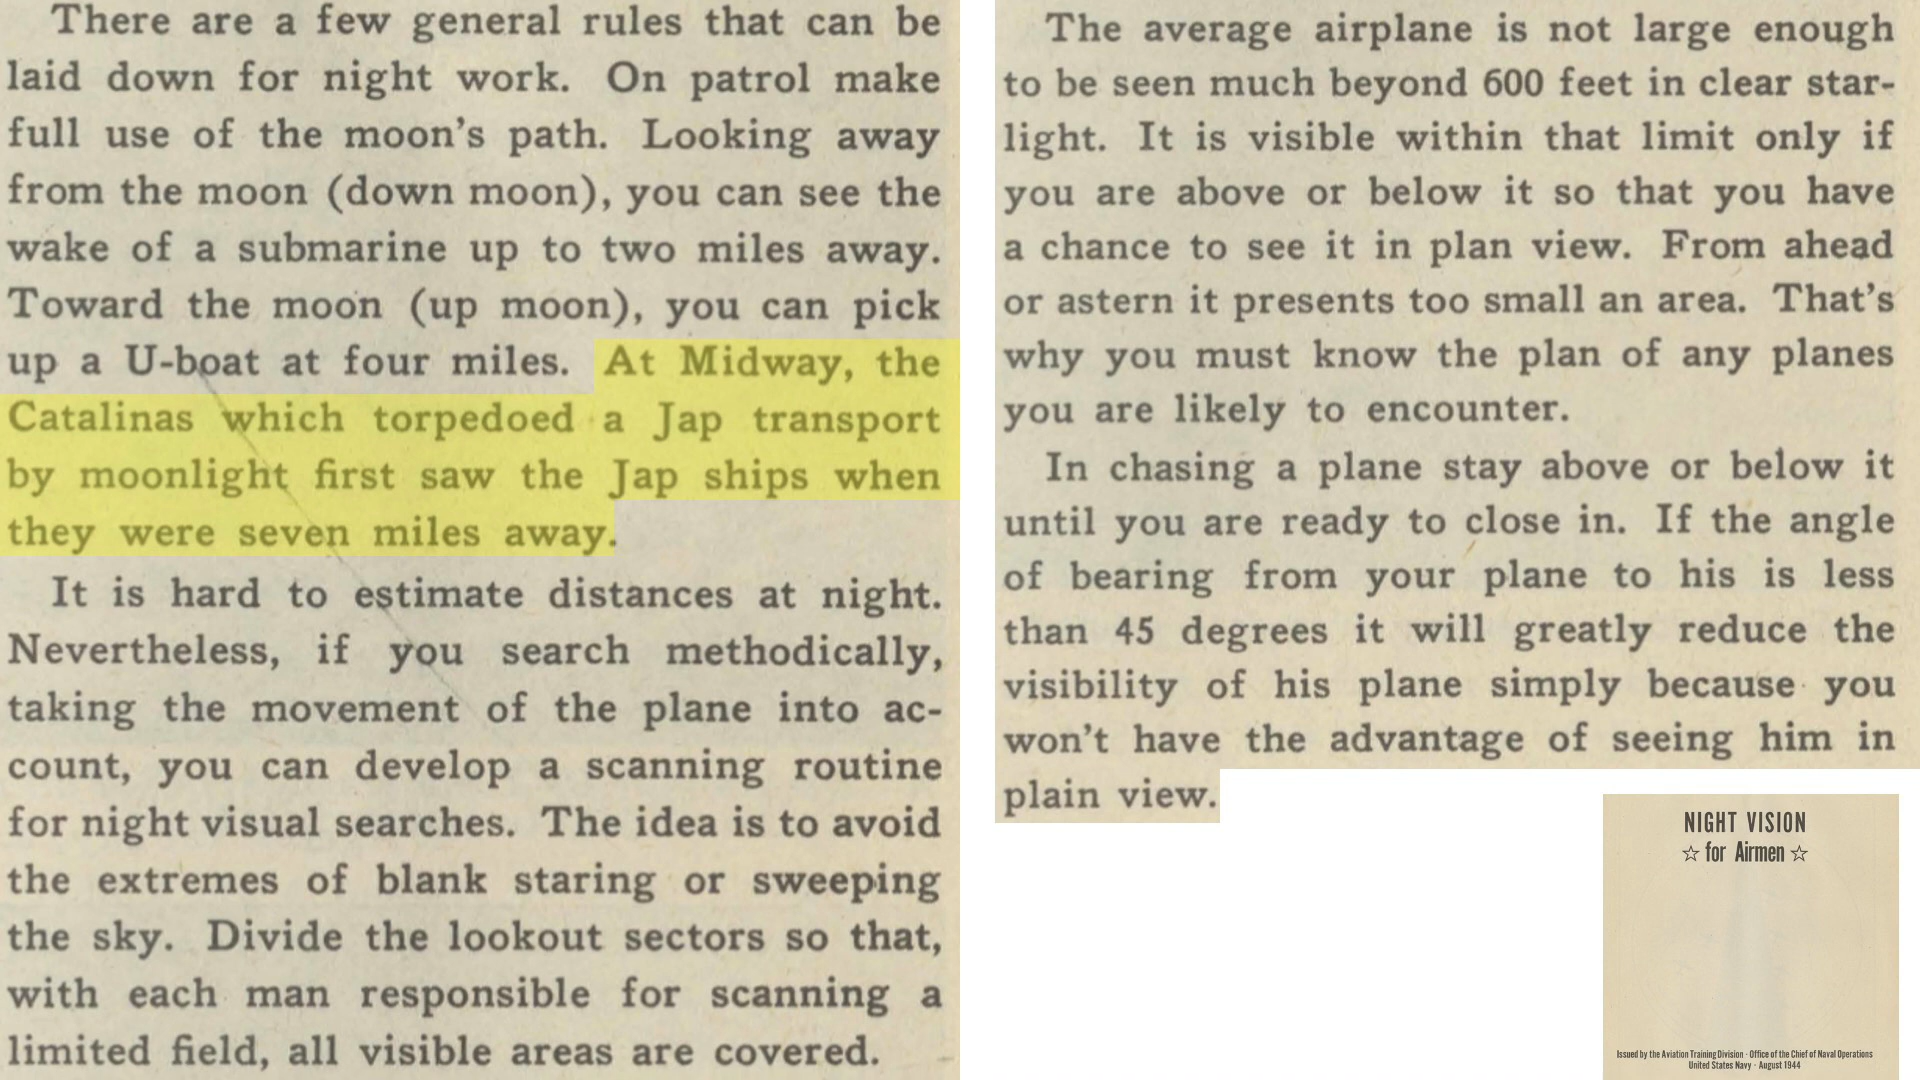 There are a few general rules that can be
laid down for night work. On patrol make
full use of the moon's path. Looking away
from the moon (down moon), you can see the
wake of a submarine up to two miles away.
Toward the moon (up moon), you can pick
up a U-boat at four miles. At Midway, the
Catalinas which torpedoed a Jap transport
by moonlight first saw the Jap ships when
they were seven miles away.
It is hard to estimate distances at night.
Nevertheless, if you search methodically,
taking the movement of the plane into ac-
count, you can develop a scanning routine
for night visual searches. The idea is to avoid
the extremes of blank staring or sweeping
the sky. Divide the lookout sectors so that,
with each man responsible for scanning a
limited field, all visible areas are covered.
The average airplane is not large enough
to be seen much beyond 600 feet in clear star-
light. It is visible within that limit only if
you are above or below it so that you have
a chance to see it in plan view. From ahead
or astern it presents too small an area. That's
why you must know the plan of any planes
you are likely to encounter.
In chasing a plane stay above or below it
until you are ready to close in. If the angle
of bearing from your plane to his is less
than 45 degrees it will greatly reduce the
visibility of his plane simply because you
won't have the advantage of seeing him in
plain view.
NIGHT VISION
☆ for Airmen ☆
Issued by the Aviation Training Division · Office of the Chief of Naval Operations
United States Navy · August 1944